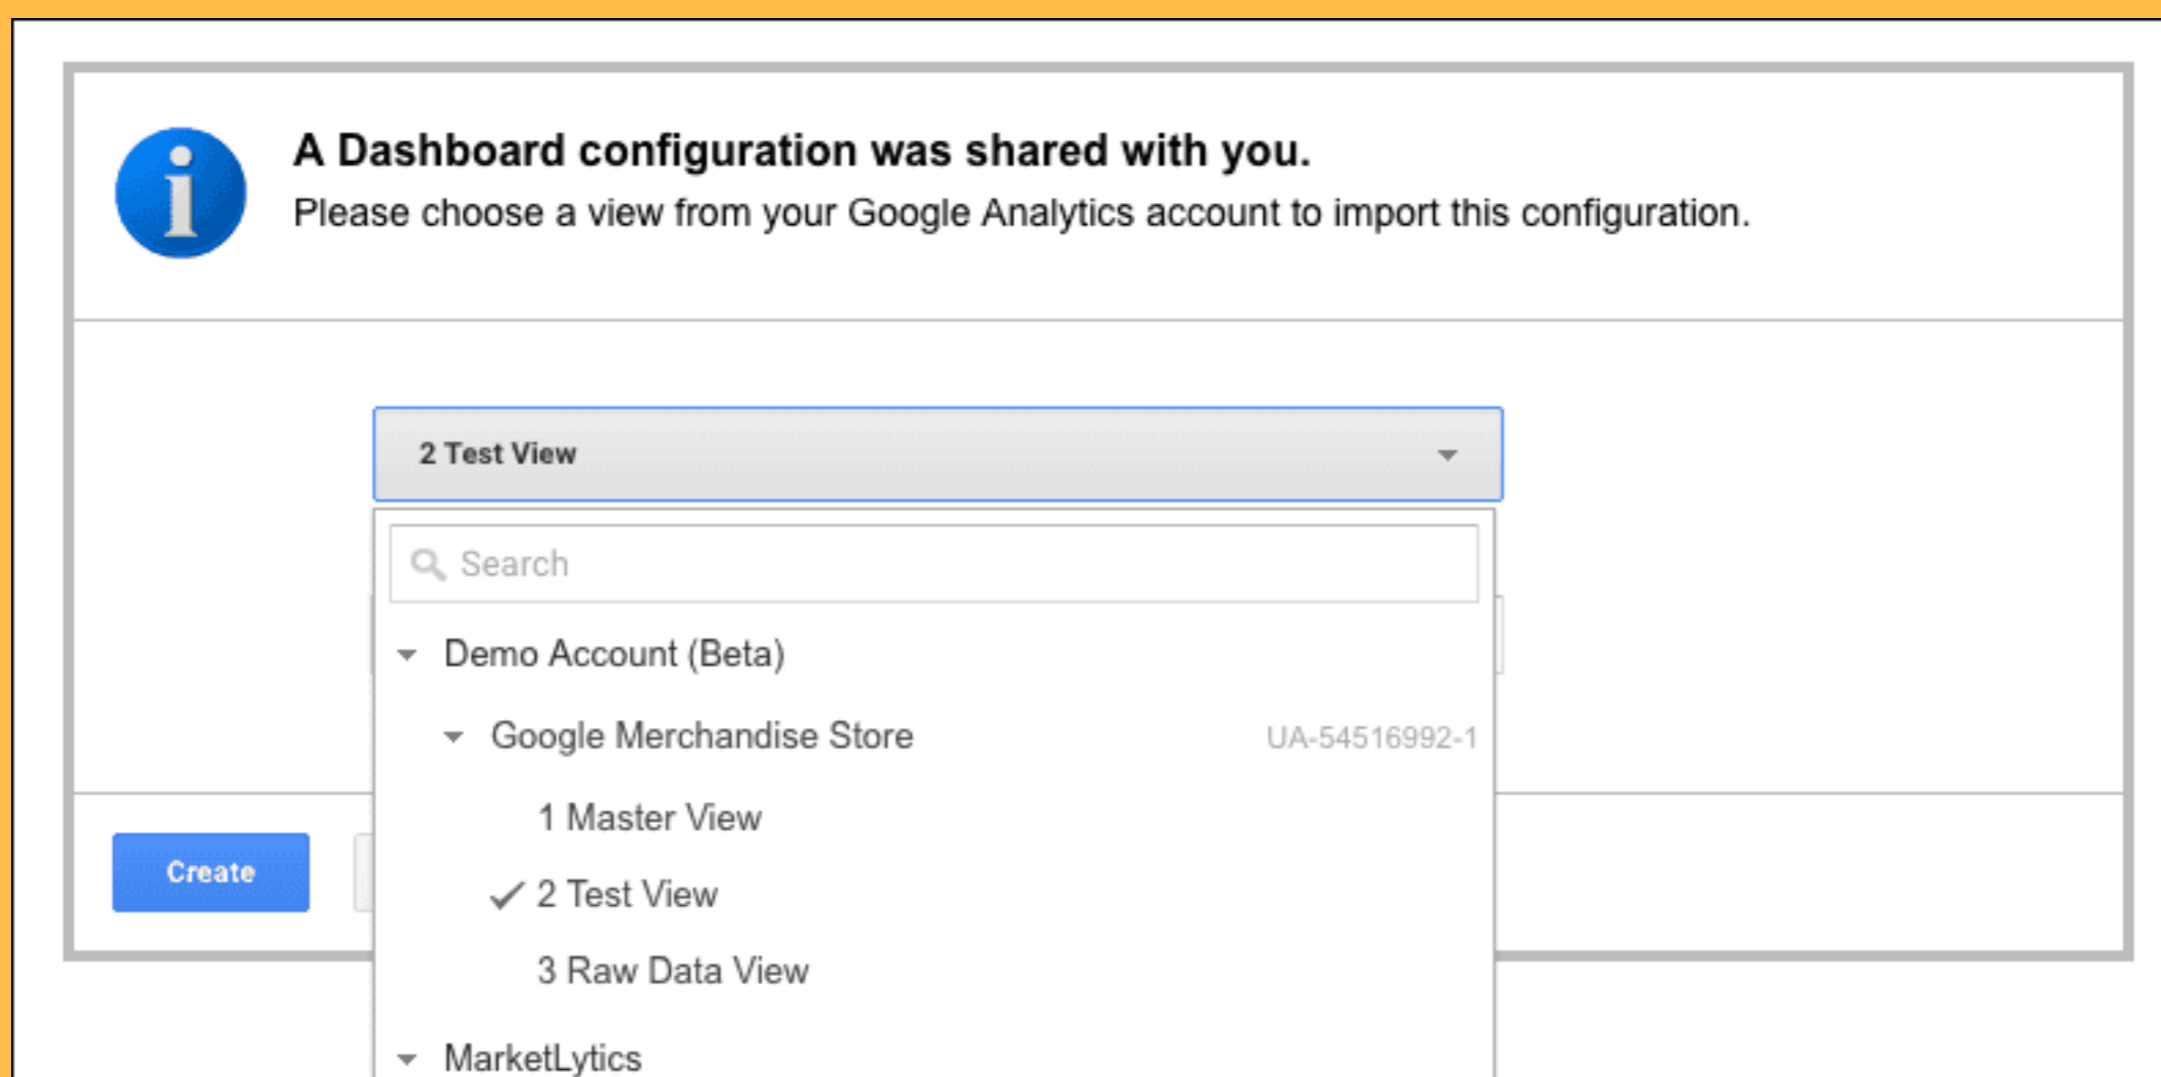 A Dashboard configuration was shared with you.
Please choose a view from your Google Analytics account to import this configuration.
2 Test View
Search
Demo Account (Beta)
Google Merchandise Store UA-54516992-1
1 Master View
2 Test View
3 Raw Data View
MarketLytics
Create